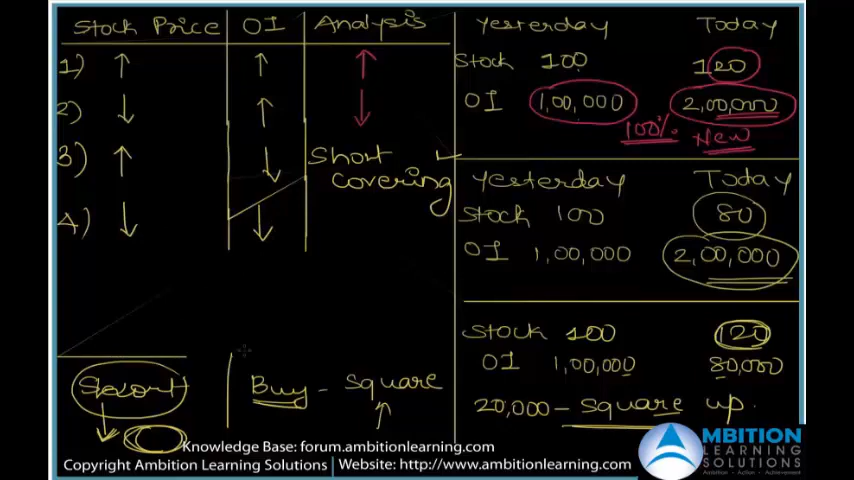 Stock Price OI Analysis
1) ↑ ↑ ↑
2) ↓ ↑ ↓
3) ↑ ↓ Short covering
4) ↓ ↓
Short
Buy - Square
Yesterday Today
Stock 100 120
OI 1,00,000 2,00,000
100% New
Yesterday Today
Stock 100 80
OI 1,00,000 2,00,000
Stock 100 120
OI 1,00,000 80,000
20,000 - square up.
Knowledge Base: forum.ambitionlearning.com
Copyright Ambition Learning Solutions | Website: http://www.ambitionlearning.com
AMBITION
LEARNING
SOLUTIONS
Ambition - Action - Achievement